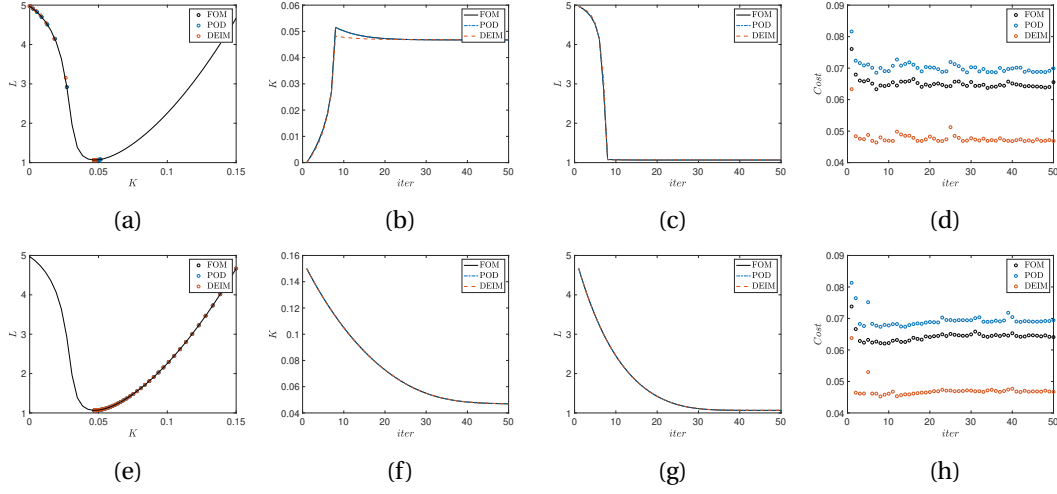 5
4
3
2
1
0
0.05
0.1
0.15
L
K
FOM
POD
DEIM
(a)
0.06
0.05
0.04
0.03
0.02
0.01
0
0
10
20
30
40
50
K
iter
FOM
POD
DEIM
(b)
5
4
3
2
1
0
10
20
30
40
50
L
iter
FOM
POD
DEIM
(c)
0.09
0.08
0.07
0.06
0.05
0.04
0
10
20
30
40
50
Cost
iter
FOM
POD
DEIM
(d)
5
4
3
2
1
0
0.05
0.1
0.15
L
K
FOM
POD
DEIM
(e)
0.16
0.14
0.12
0.1
0.08
0.06
0.04
0
10
20
30
40
50
K
iter
FOM
POD
DEIM
(f)
5
4
3
2
1
0
10
20
30
40
50
L
iter
FOM
POD
DEIM
(g)
0.09
0.08
0.07
0.06
0.05
0.04
0
10
20
30
40
50
Cost
iter
FOM
POD
DEIM
(h)